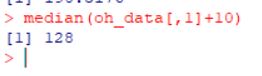 > median(oh_data[,1]+10)
[1] 128
>